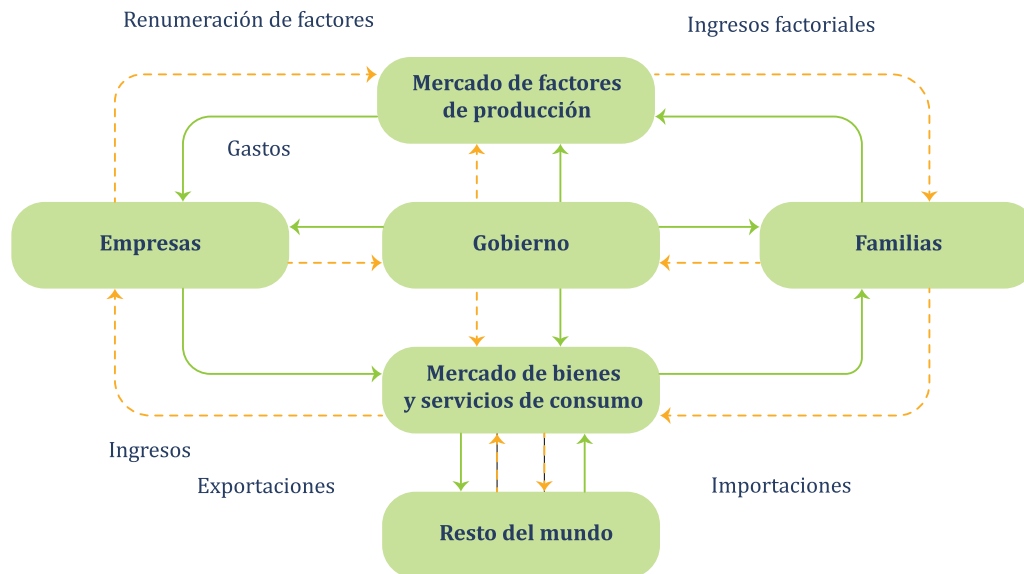 Renumeración de factores
Ingresos factoriales
Mercado de factores
de producción
Gastos
Empresas
Gobierno
Familias
Mercado de bienes
y servicios de consumo
Ingresos
Exportaciones
Importaciones
Resto del mundo